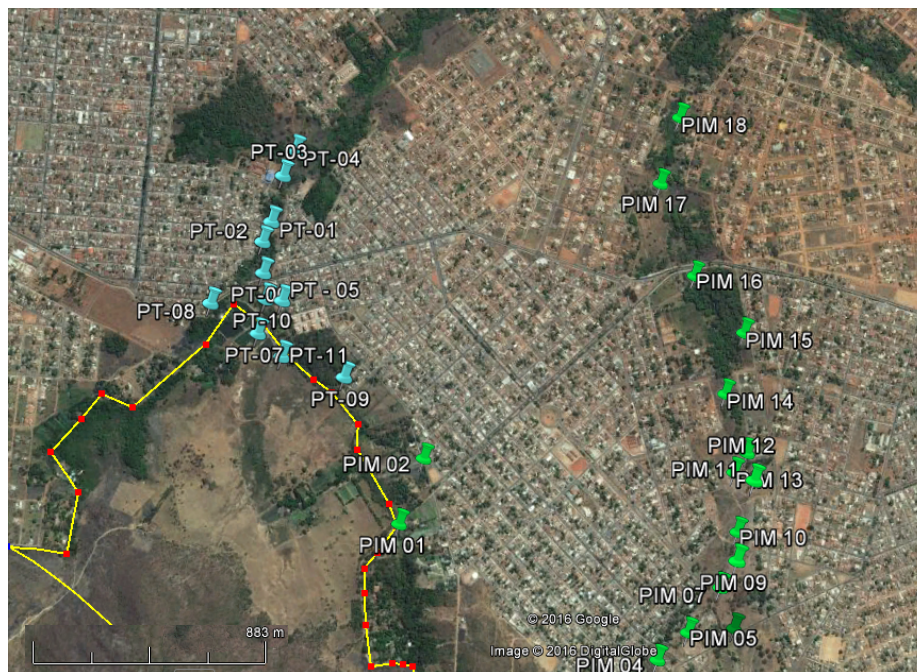 PIM 18
PT-03
PT-04
PIM 17
PT-02
PT-01
PIM 16
PT - 05
PT-0
PT-08
PT-10
PIM 15
PT-07
PT-11
PT-09
PIM 14
PIM 12
PIM 02
PIM 11
PIM 13
PIM 10
PIM 01
PIM 09
PIM 07
© 2016 Google
883 m
PIM 05
Image © 2016 DigitalGlobe
PIM 04